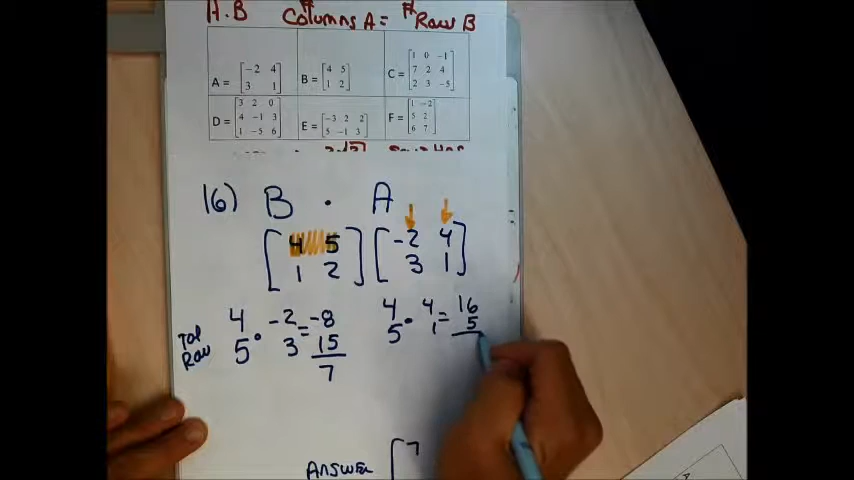 A.B # Columns A = # Row B
A = [-2 4 / 3 1] B = [4 5 / 1 2] C = [1 0 -1 / 7 2 4 / 2 3 -5]
D = [3 2 0 / 4 -1 3 / 1 -5 6] E = [-3 2 2 / 5 -1 3] F = [1 -2 / 5 2 / 6 7]
16) B · A
[4 5] [-2 4]
[1 2] [3 1]
4 -2 = -8 4 4 = 16
Top Row 5 · 3 15 5 · 1 5
7
Answer [7